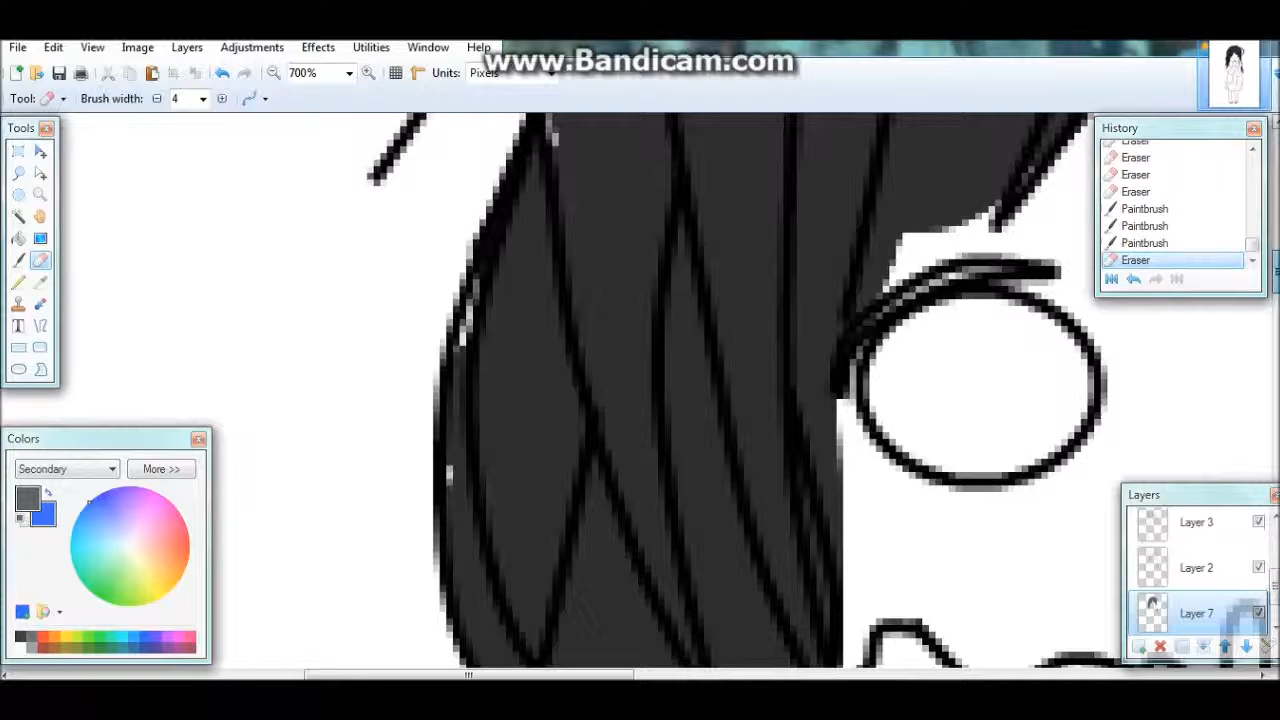 File Edit View Image Layers Adjustments Effects Utilities Window Help
www.Bandicam.com
700% Units: Pixels
Tool: Brush width: 4
Tools
History
Eraser
Eraser
Eraser
Eraser
Paintbrush
Paintbrush
Paintbrush
Eraser
Colors
Secondary More >>
Layers
Layer 3
Layer 2
Layer 7